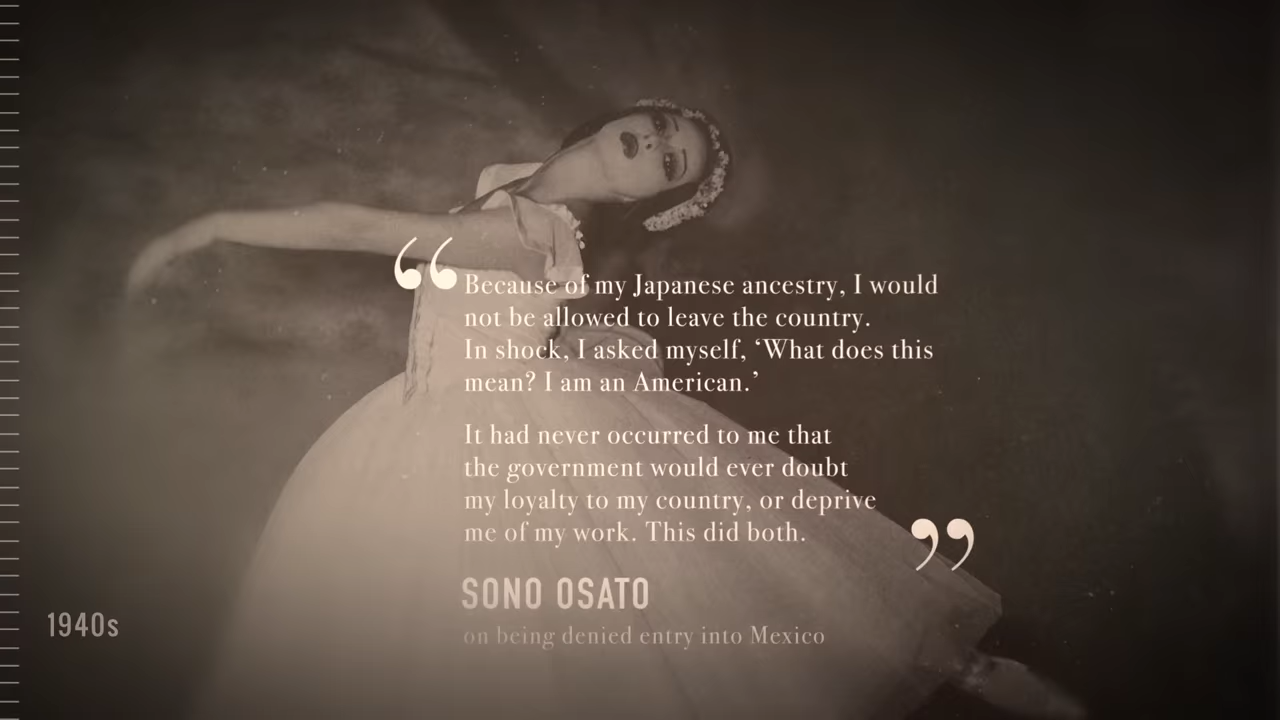 “Because of my Japanese ancestry, I would
not be allowed to leave the country.
In shock, I asked myself, ‘What does this
mean? I am an American.’
It had never occurred to me that
the government would ever doubt
my loyalty to my country, or deprive
me of my work. This did both.”
SONO OSATO
on being denied entry into Mexico
1940s